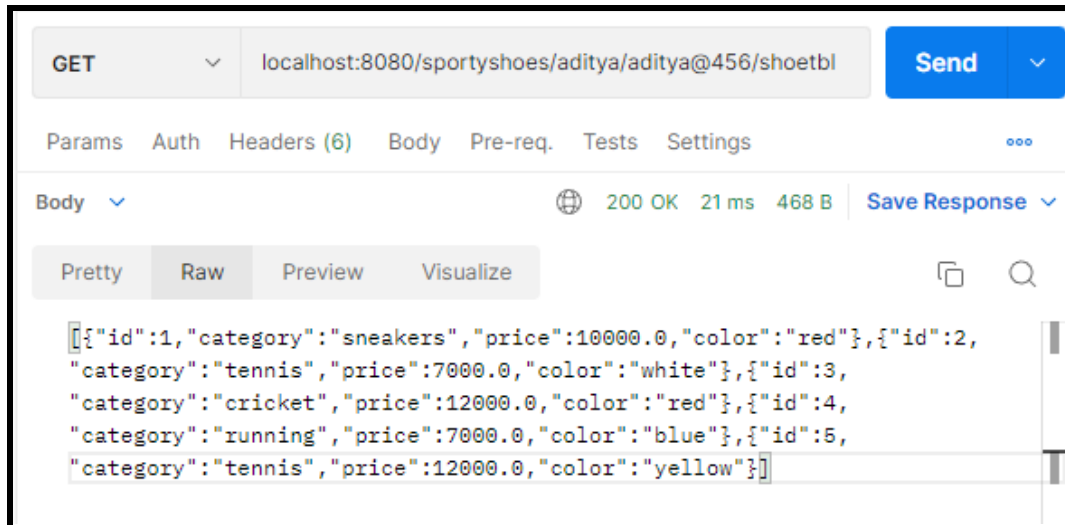 GET localhost:8080/sportyshoes/aditya/aditya@456/shoetbl Send
Params Auth Headers (6) Body Pre-req. Tests Settings
Body 200 OK 21 ms 468 B Save Response
Pretty Raw Preview Visualize
[{"id":1,"category":"sneakers","price":10000.0,"color":"red"},{"id":2,
"category":"tennis","price":7000.0,"color":"white"},{"id":3,
"category":"cricket","price":12000.0,"color":"red"},{"id":4,
"category":"running","price":7000.0,"color":"blue"},{"id":5,
"category":"tennis","price":12000.0,"color":"yellow"}]